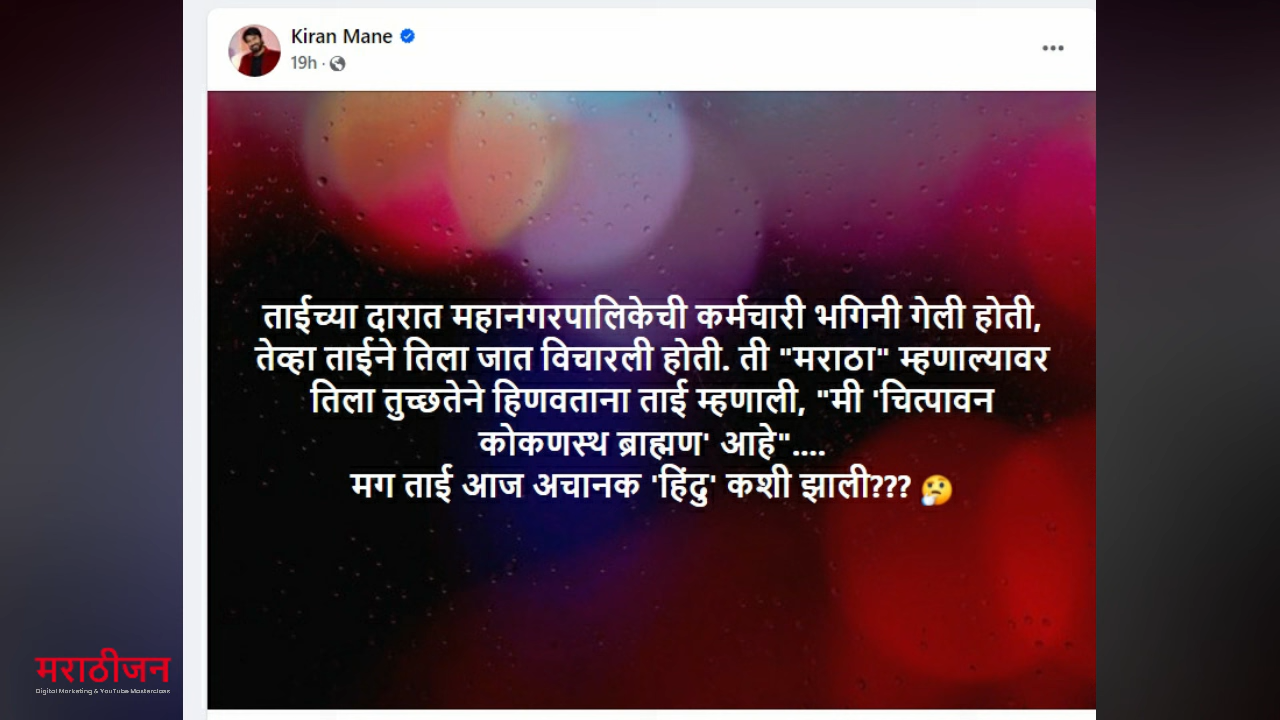 Kiran Mane
19h ·
ताईच्या दारात महानगरपालिकेची कर्मचारी भगिनी गेली होती,
तेव्हा ताईने तिला जात विचारली होती. ती "मराठा" म्हणाल्यावर
तिला तुच्छतेने हिणवताना ताई म्हणाली, "मी 'चित्पावन
कोकणस्थ ब्राह्मण' आहे"....
मग ताई आज अचानक 'हिंदु' कशी झाली??? 🤔
मराठीजन
Digital Marketing & YouTube Masterclass